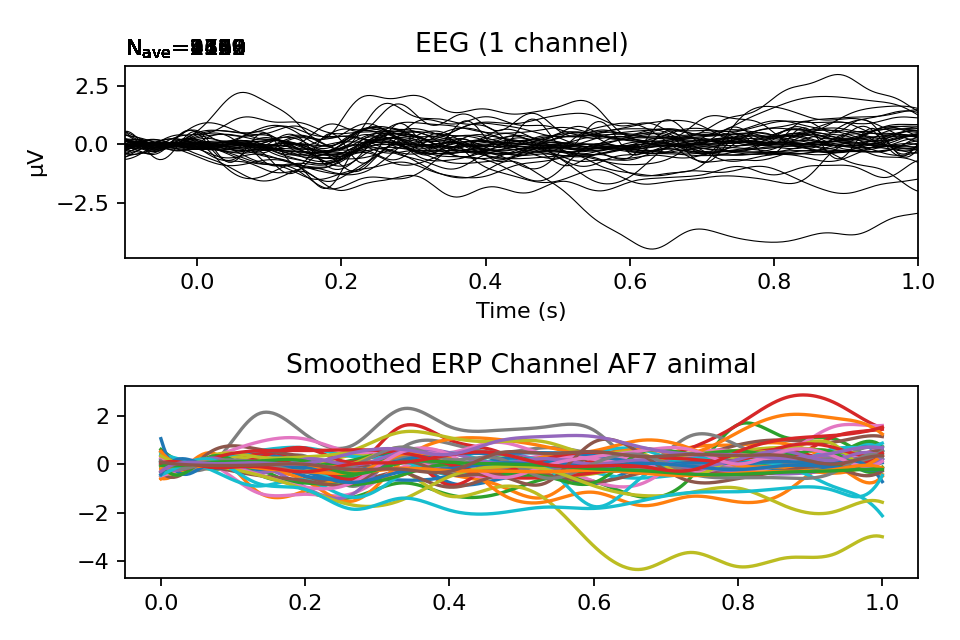 EEG (1 channel)
Nave=
2.5
0.0
−2.5
µV
0.0 0.2 0.4 0.6 0.8 1.0
Time (s)
Smoothed ERP Channel AF7 animal
2
0
−2
−4
0.0 0.2 0.4 0.6 0.8 1.0